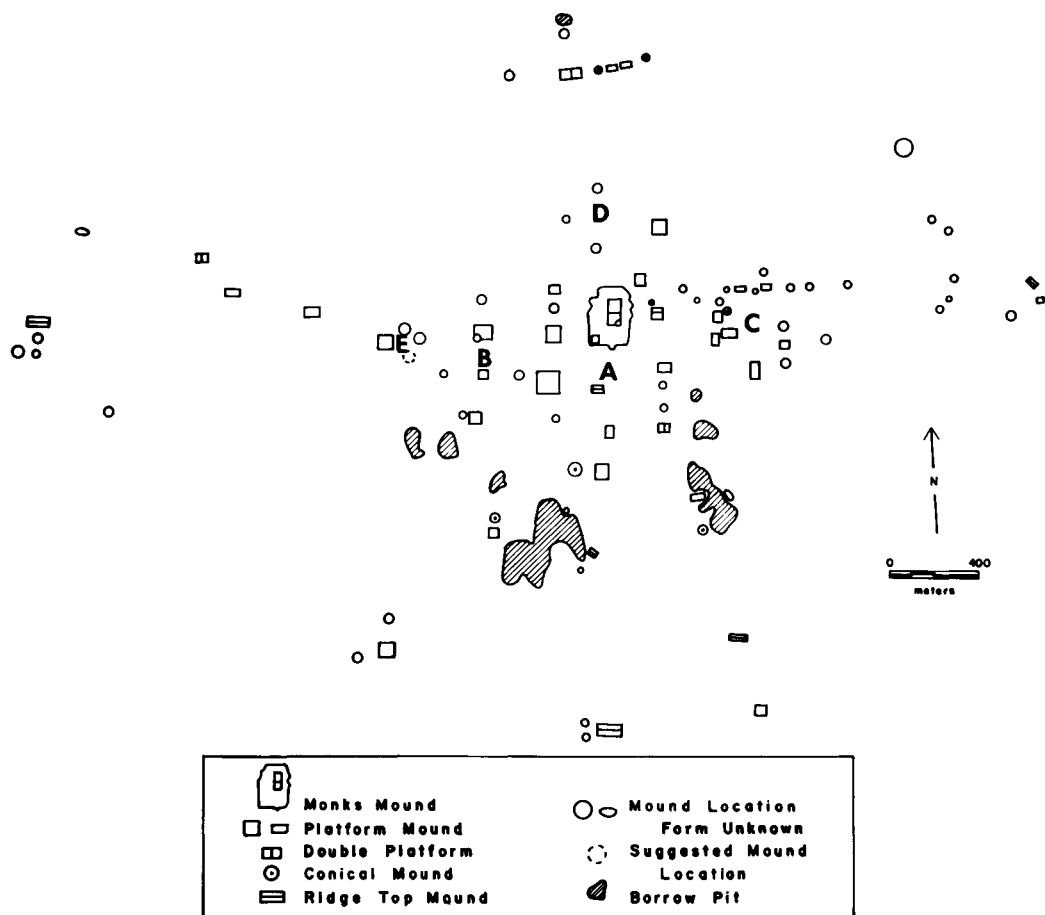 D
E
B
C
A
N
0 400
meters
Monks Mound
Platform Mound
Double Platform
Conical Mound
Ridge Top Mound
Mound Location
Form Unknown
Suggested Mound
Location
Borrow Pit